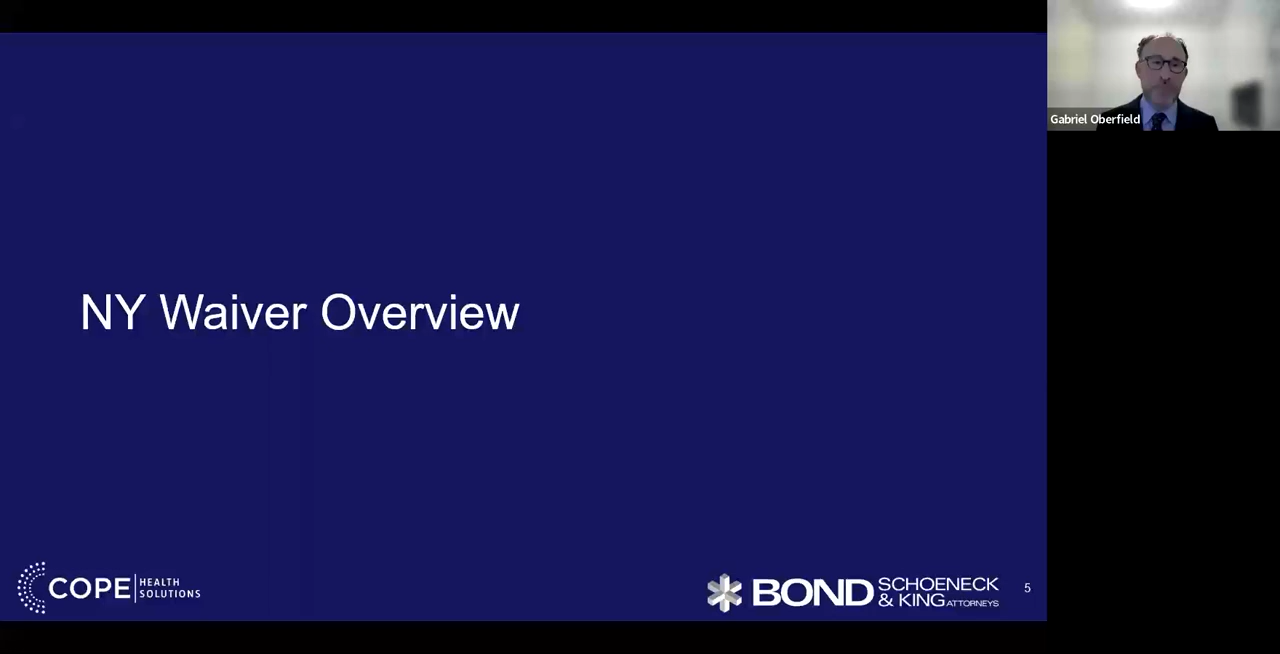 Gabriel Oberfield
NY Waiver Overview
COPE HEALTH SOLUTIONS
BOND SCHOENECK & KING ATTORNEYS
5